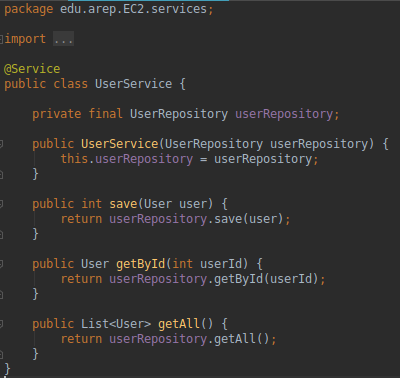 package edu.arep.EC2.services;
import ...
@Service
public class UserService {
private final UserRepository userRepository;
public UserService(UserRepository userRepository) {
this.userRepository = userRepository;
}
public int save(User user) {
return userRepository.save(user);
}
public User getById(int userId) {
return userRepository.getById(userId);
}
public List<User> getAll() {
return userRepository.getAll();
}
}